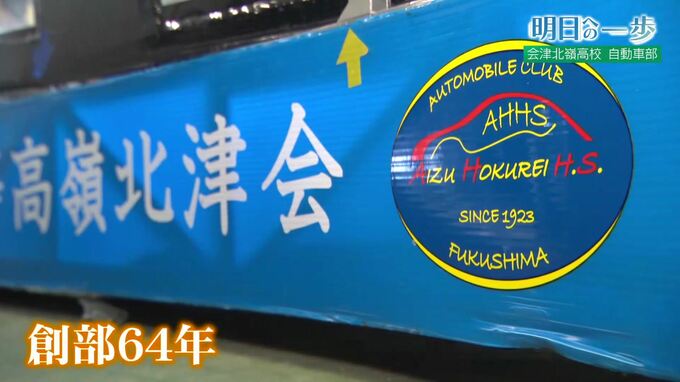 明日への一歩
会津北嶺高校 自動車部
高嶺北津会
AUTOMOBILE CLUB
AHHS
AIZU HOKUREI H.S.
SINCE 1923
FUKUSHIMA
創部64年